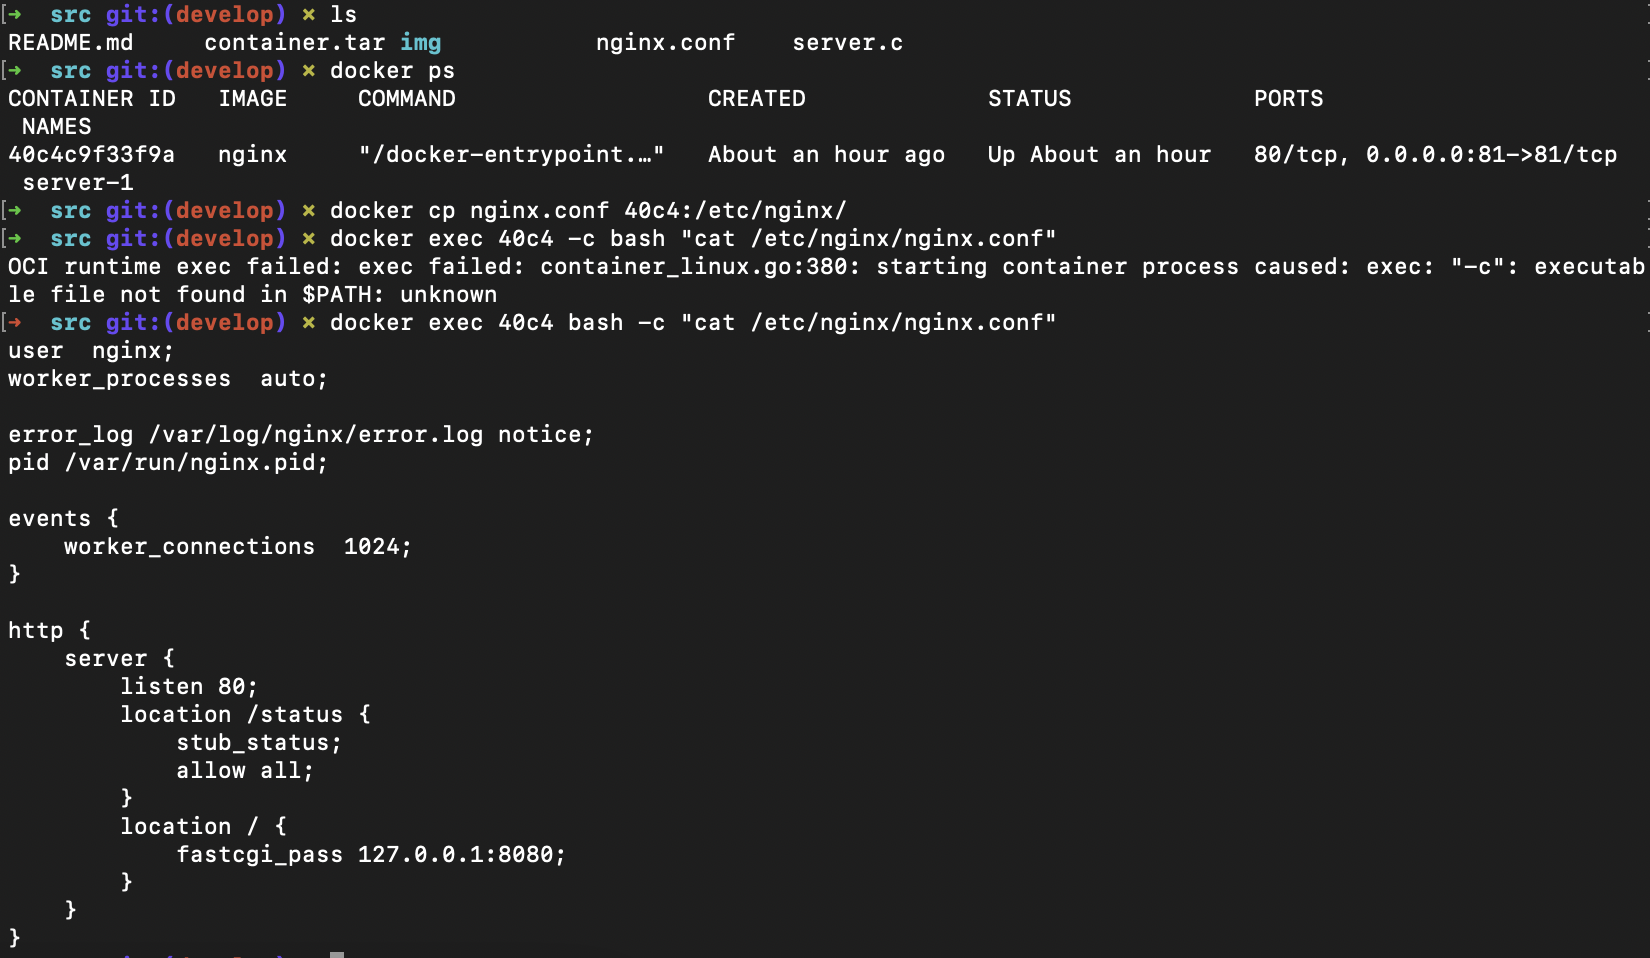 [➜  src git:(develop) ✗ ls
README.md     container.tar img           nginx.conf    server.c
[➜  src git:(develop) ✗ docker ps
CONTAINER ID   IMAGE     COMMAND                  CREATED             STATUS             PORTS
 NAMES
40c4c9f33f9a   nginx     "/docker-entrypoint.…"   About an hour ago   Up About an hour   80/tcp, 0.0.0.0:81->81/tcp
 server-1
[➜  src git:(develop) ✗ docker cp nginx.conf 40c4:/etc/nginx/
[➜  src git:(develop) ✗ docker exec 40c4 -c bash "cat /etc/nginx/nginx.conf"
OCI runtime exec failed: exec failed: container_linux.go:380: starting container process caused: exec: "-c": executab
le file not found in $PATH: unknown
[➜  src git:(develop) ✗ docker exec 40c4 bash -c "cat /etc/nginx/nginx.conf"
user  nginx;
worker_processes  auto;

error_log /var/log/nginx/error.log notice;
pid /var/run/nginx.pid;

events {
    worker_connections  1024;
}

http {
    server {
        listen 80;
        location /status {
            stub_status;
            allow all;
        }
        location / {
            fastcgi_pass 127.0.0.1:8080;
        }
    }
}